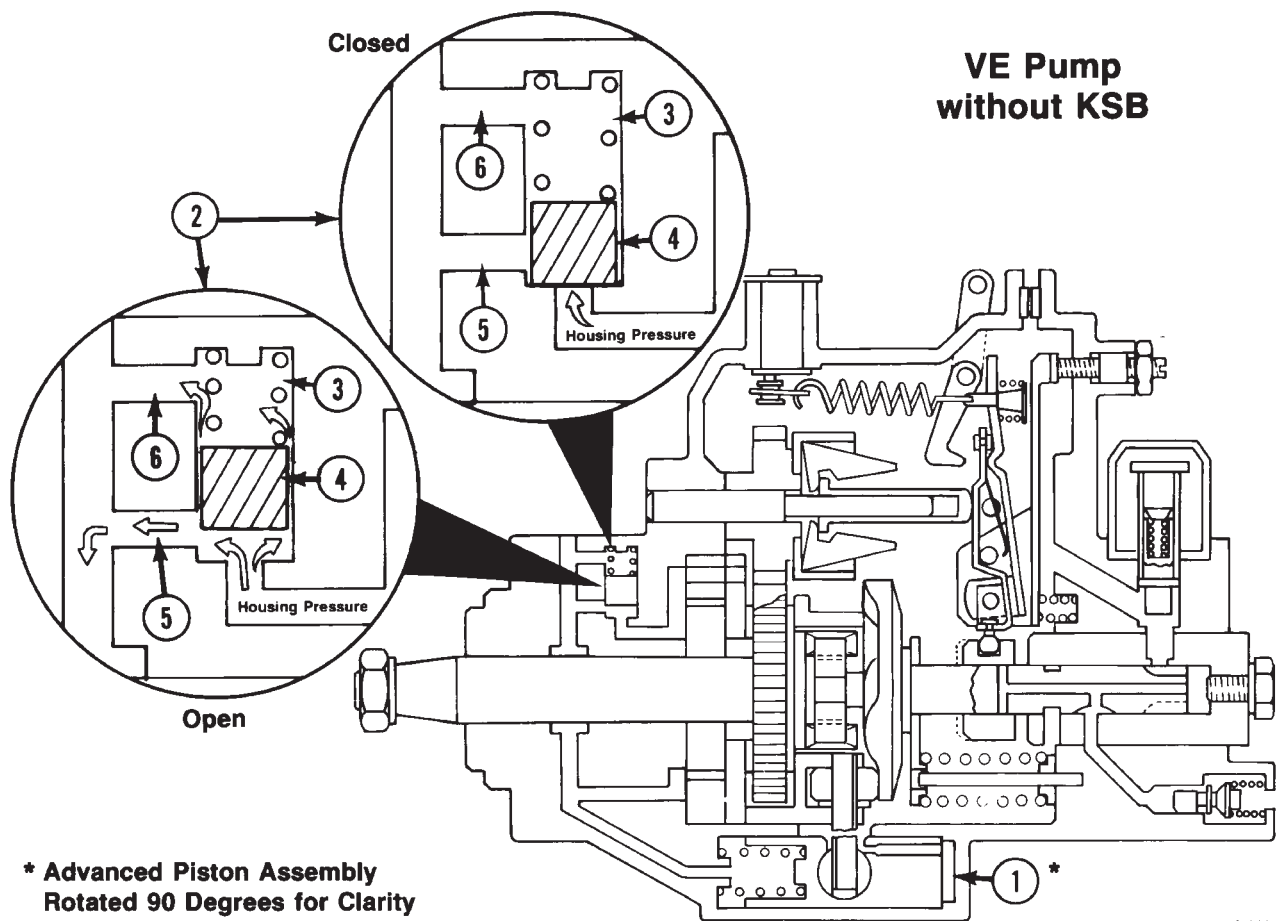 Closed
VE Pump
without KSB
3
6
2
4
5
Housing Pressure
3
6
4
5
Housing Pressure
Open
* Advanced Piston Assembly
Rotated 90 Degrees for Clarity
1 *